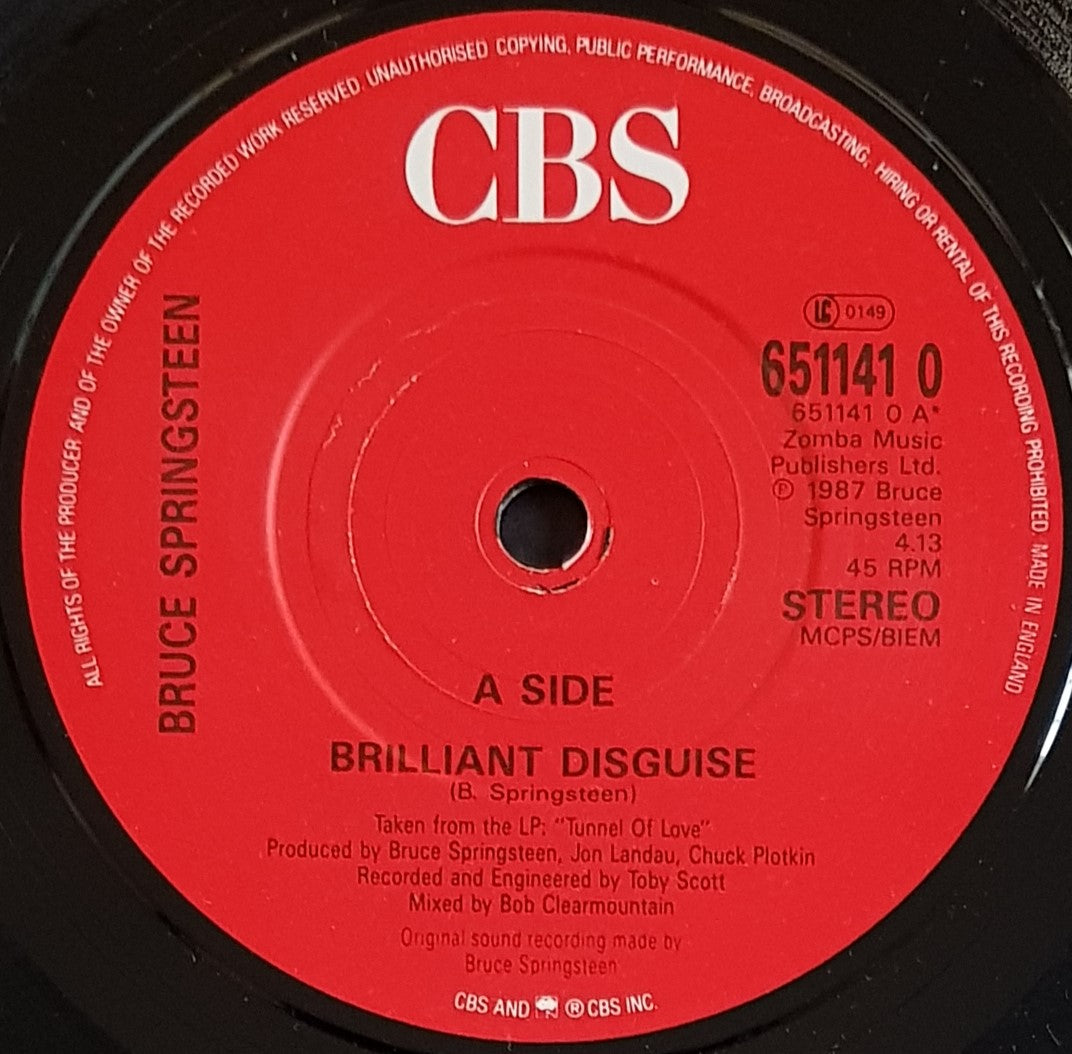 ALL RIGHTS OF THE PRODUCER AND OF THE OWNER OF THE RECORDED WORK RESERVED. UNAUTHORISED COPYING, PUBLIC PERFORMANCE, BROADCASTING, HIRING OR RENTAL OF THIS RECORDING PROHIBITED. MADE IN ENGLAND.
CBS
BRUCE SPRINGSTEEN
LC 0149
651141 0
651141 0 A*
Zomba Music
Publishers Ltd.
℗ 1987 Bruce
Springsteen
4.13
45 RPM
STEREO
MCPS/BIEM
A SIDE
BRILLIANT DISGUISE
(B. Springsteen)
Taken from the LP: "Tunnel Of Love"
Produced by Bruce Springsteen, Jon Landau, Chuck Plotkin
Recorded and Engineered by Toby Scott
Mixed by Bob Clearmountain
Original sound recording made by
Bruce Springsteen
CBS AND ® CBS INC.